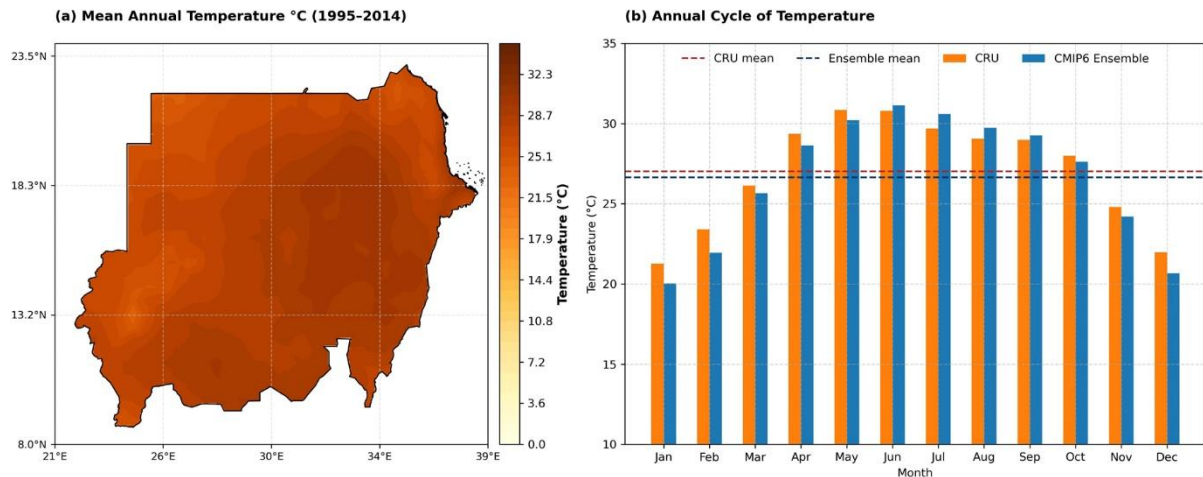 (a) Mean Annual Temperature °C (1995–2014)
23.5°N
18.3°N
13.2°N
8.0°N
21°E
26°E
30°E
34°E
39°E
32.3
28.7
25.1
21.5
17.9
14.4
10.8
7.2
3.6
0.0
Temperature (°C)
(b) Annual Cycle of Temperature
CRU mean
Ensemble mean
CRU
CMIP6 Ensemble
35
30
25
20
15
10
Temperature (°C)
Jan
Feb
Mar
Apr
May
Jun
Jul
Aug
Sep
Oct
Nov
Dec
Month